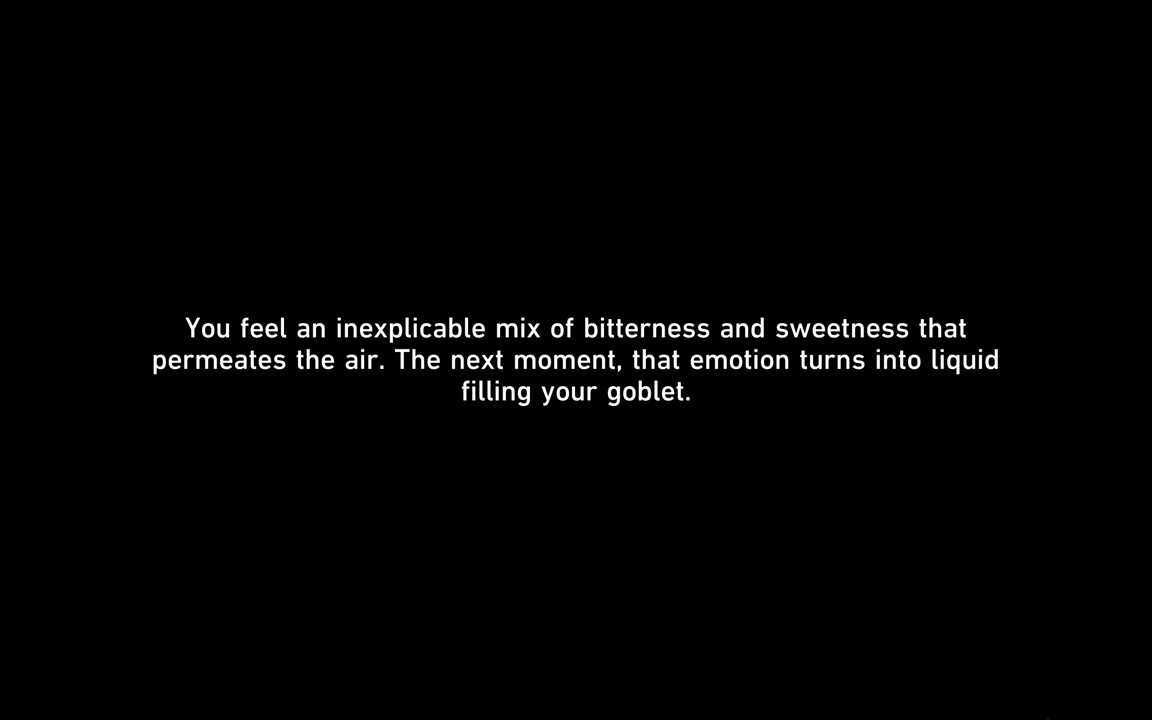 You feel an inexplicable mix of bitterness and sweetness that
permeates the air. The next moment, that emotion turns into liquid
filling your goblet.